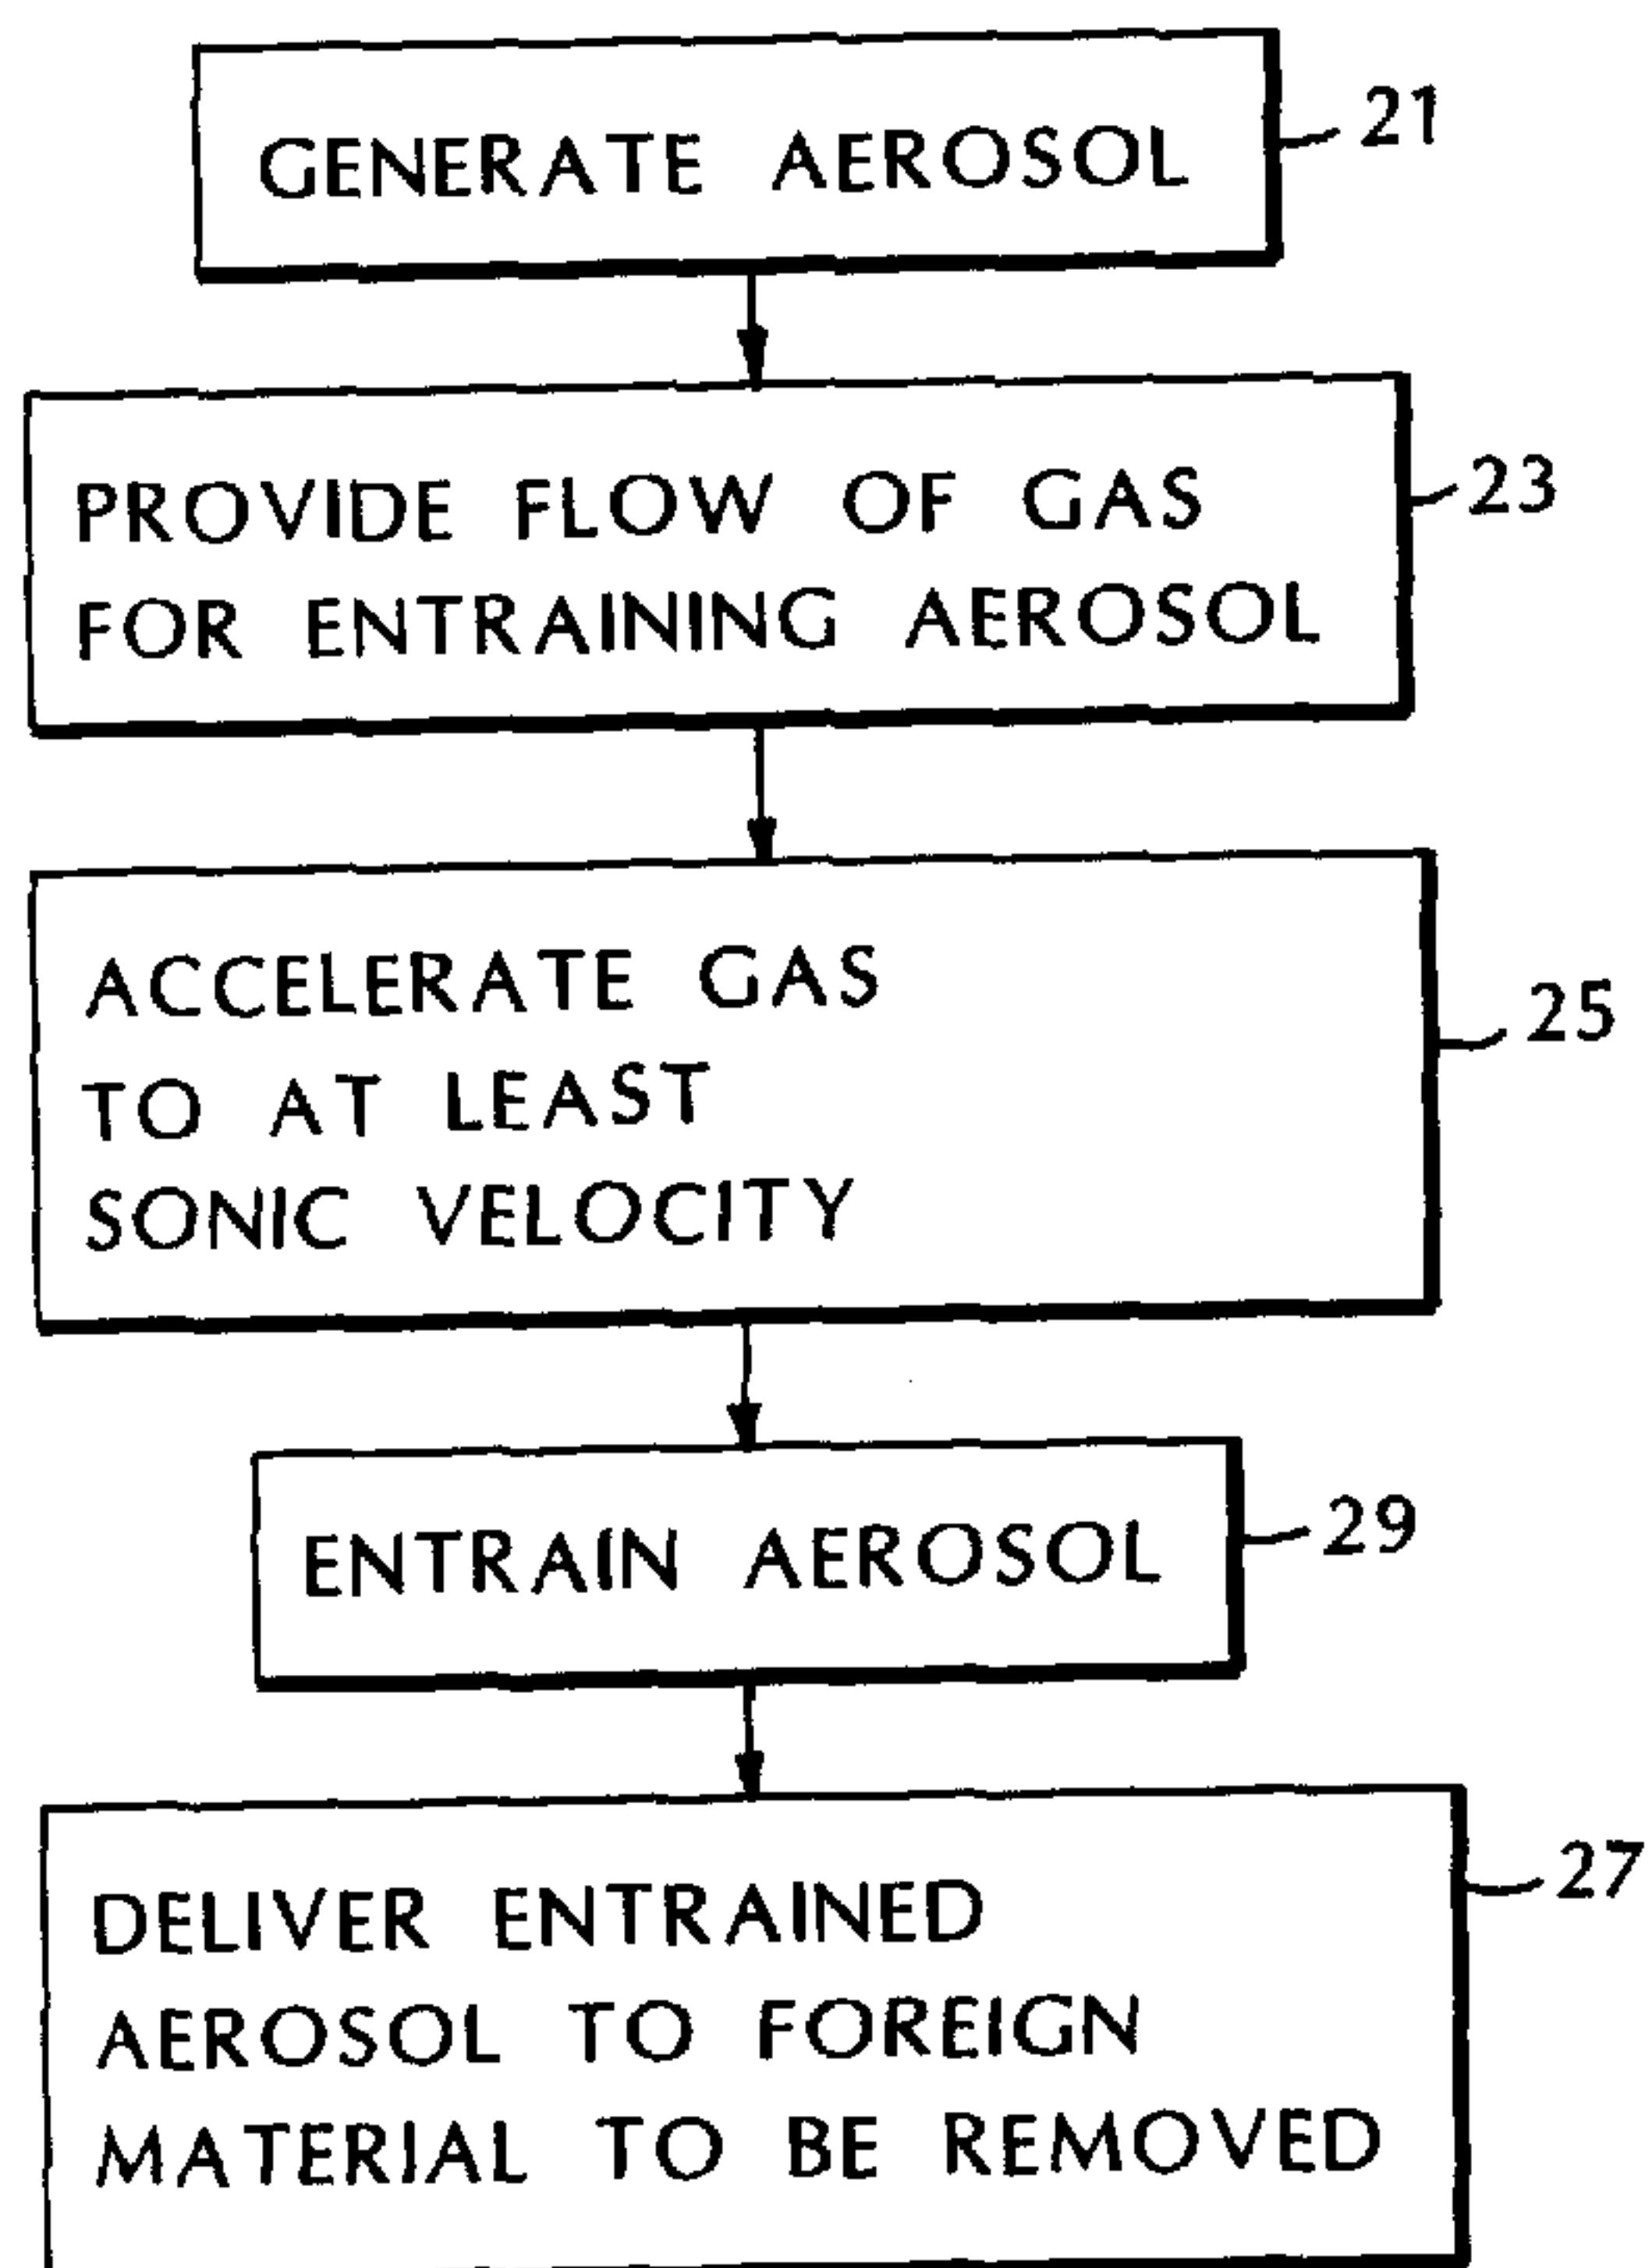 GENERATE AEROSOL
21
PROVIDE FLOW OF GAS
FOR ENTRAINING AEROSOL
23
ACCELERATE GAS
TO AT LEAST
SONIC VELOCITY
25
ENTRAIN AEROSOL
29
DELIVER ENTRAINED
AEROSOL TO FOREIGN
MATERIAL TO BE REMOVED
27